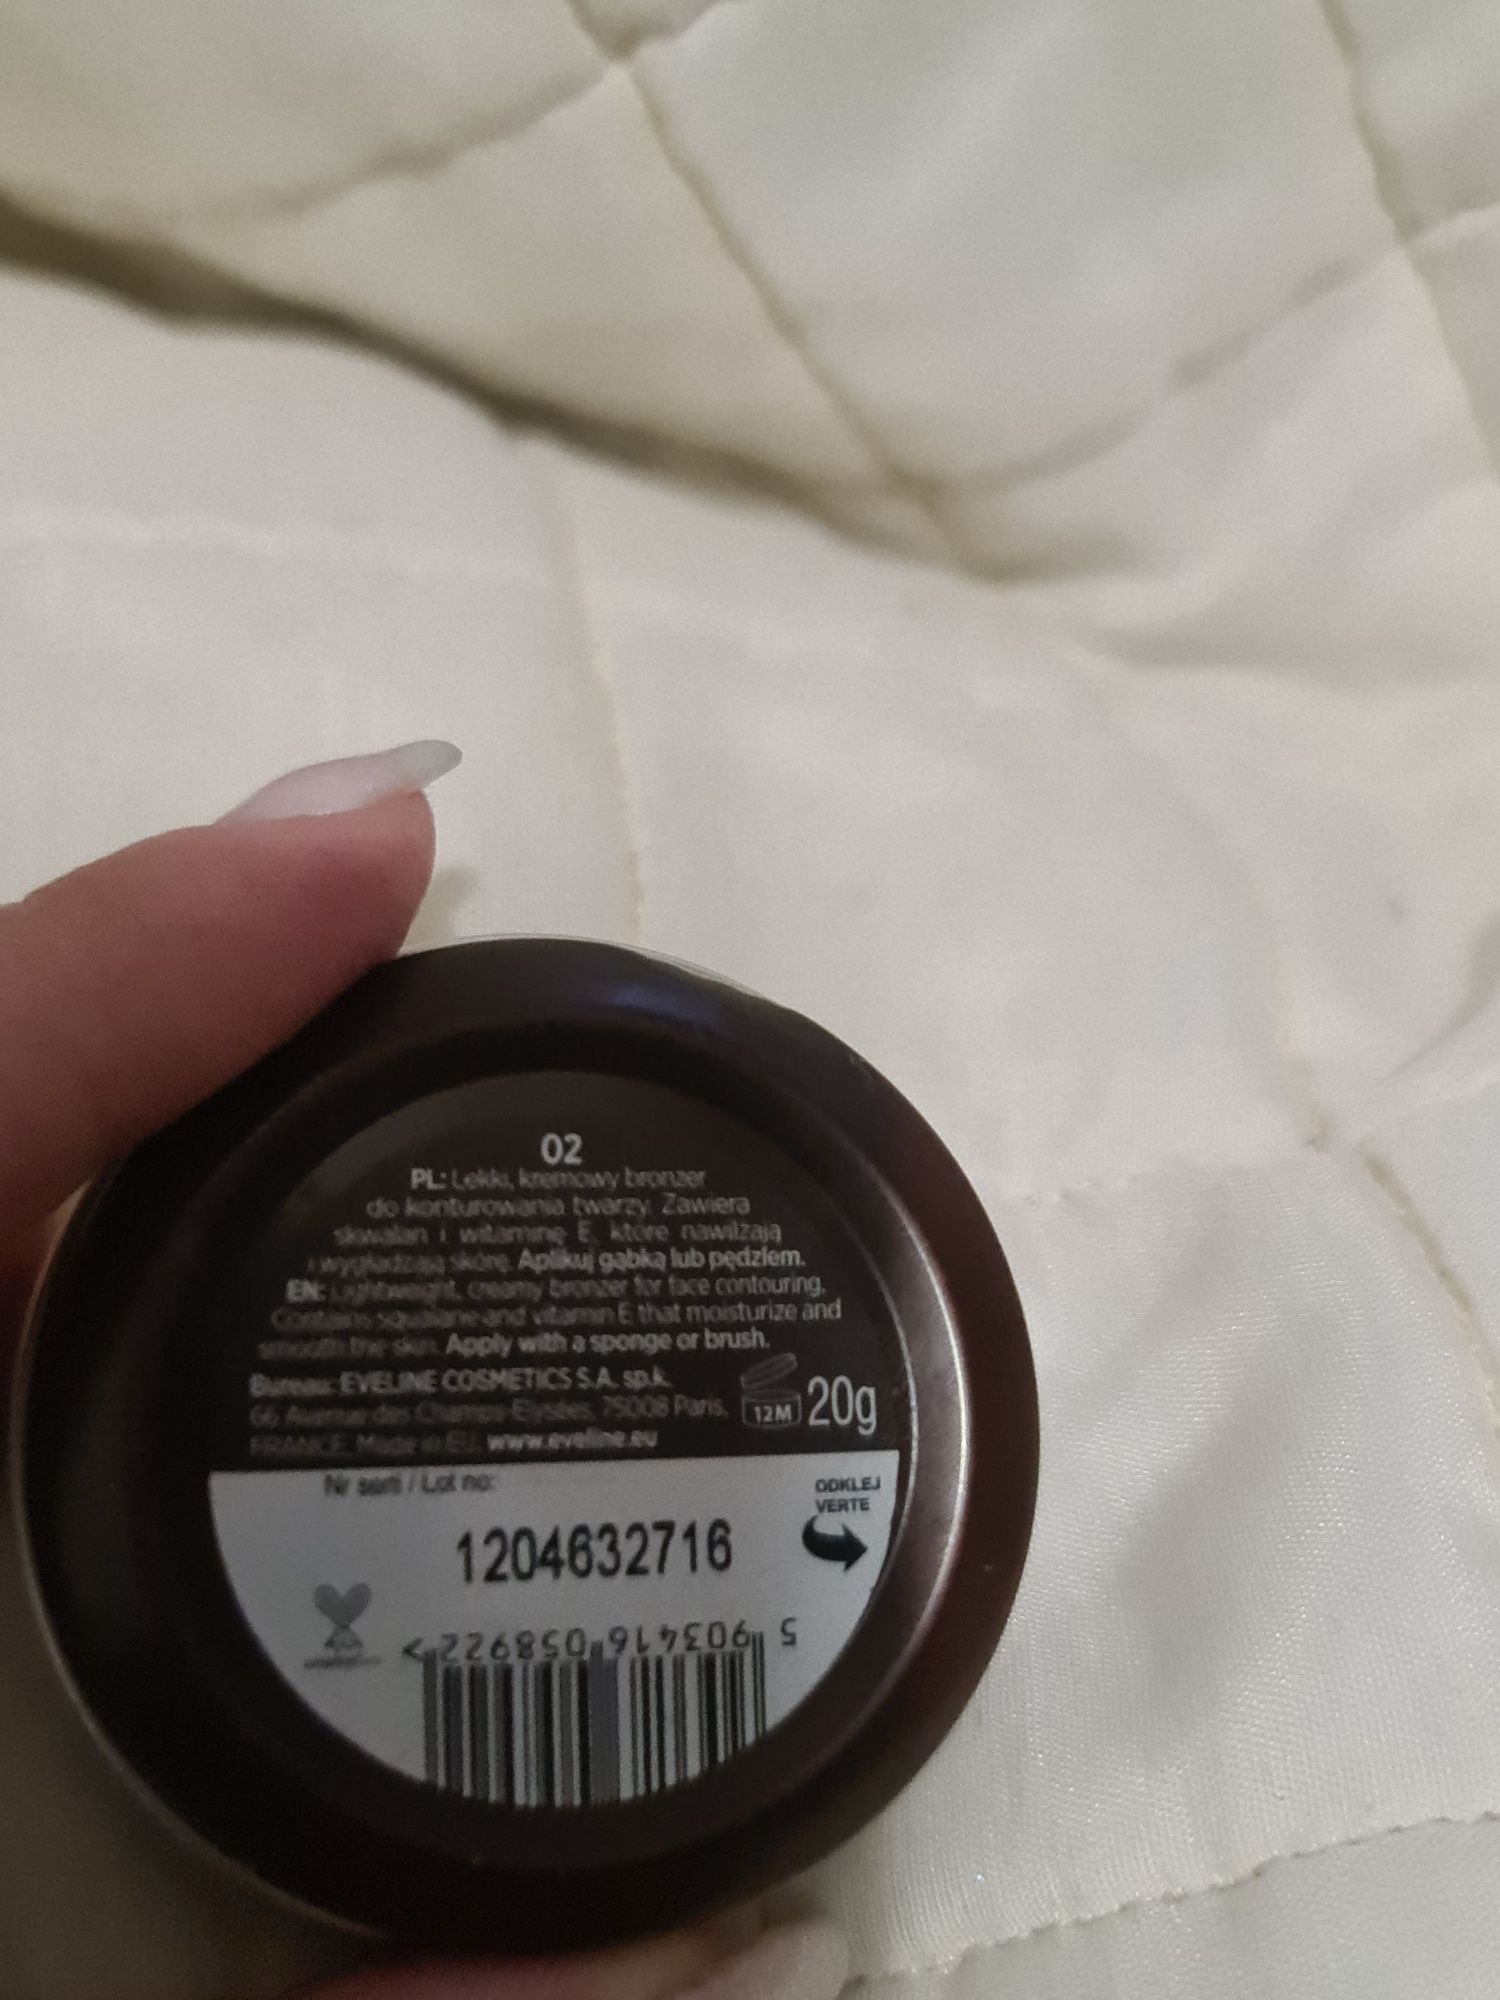 02
PL: Lekki, kremowy bronzer
do konturowania twarzy. Zawiera
skwalan i witaminę E, które nawilżają
i wygładzają skórę. Aplikuj gąbką lub pędzlem.
EN: Lightweight, creamy bronzer for face contouring.
Contains squalane and vitamin E that moisturize and
smooth the skin. Apply with a sponge or brush.
Bureau: EVELINE COSMETICS S.A. sp.k.
66 Avenue des Champs-Elysées, 75008 Paris,
FRANCE. Made in EU. www.eveline.eu
12M
20g
Nr serii / Lot no:
ODKLEJ
VERTE
1204632716
5 903416 058922 >